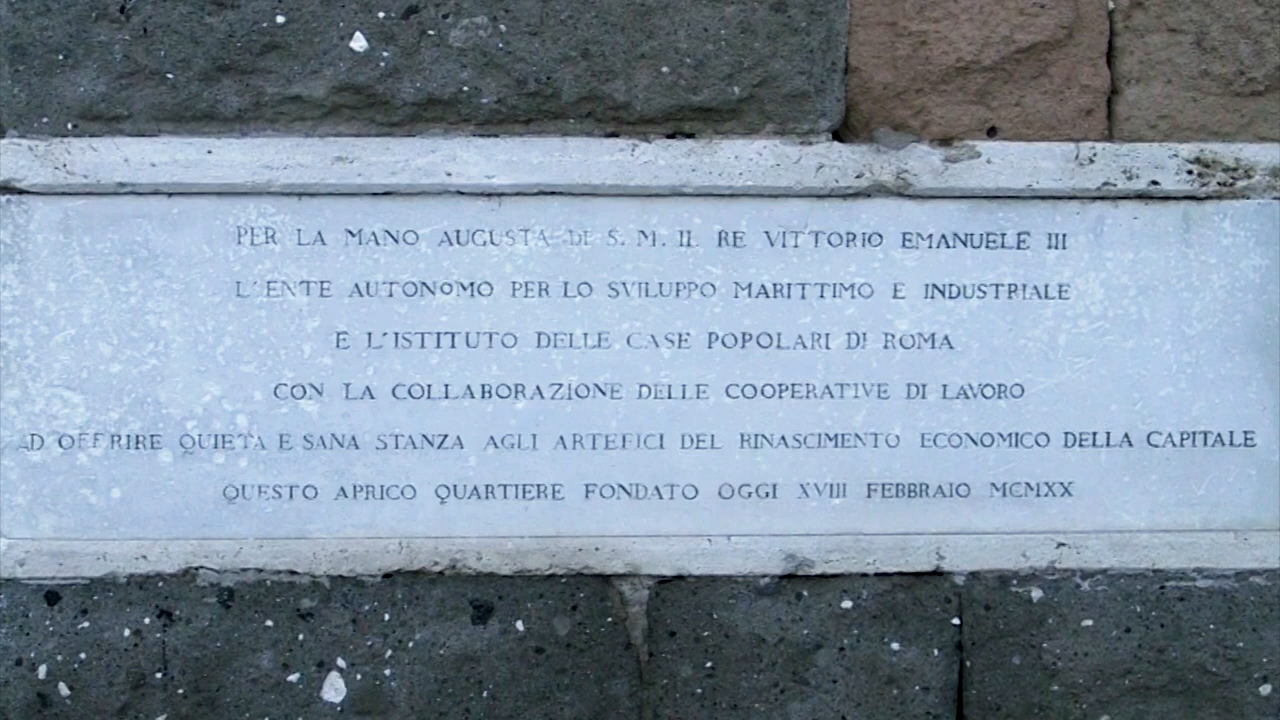 PER LA MANO AUGUSTA DI S. M. IL RE VITTORIO EMANUELE III
L'ENTE AUTONOMO PER LO SVILUPPO MARITTIMO E INDUSTRIALE
E L'ISTITUTO DELLE CASE POPOLARI DI ROMA
CON LA COLLABORAZIONE DELLE COOPERATIVE DI LAVORO
AD OFFRIRE QUIETA E SANA STANZA AGLI ARTEFICI DEL RINASCIMENTO ECONOMICO DELLA CAPITALE
QUESTO APRICO QUARTIERE FONDATO OGGI XVIII FEBBRAIO MCMXX